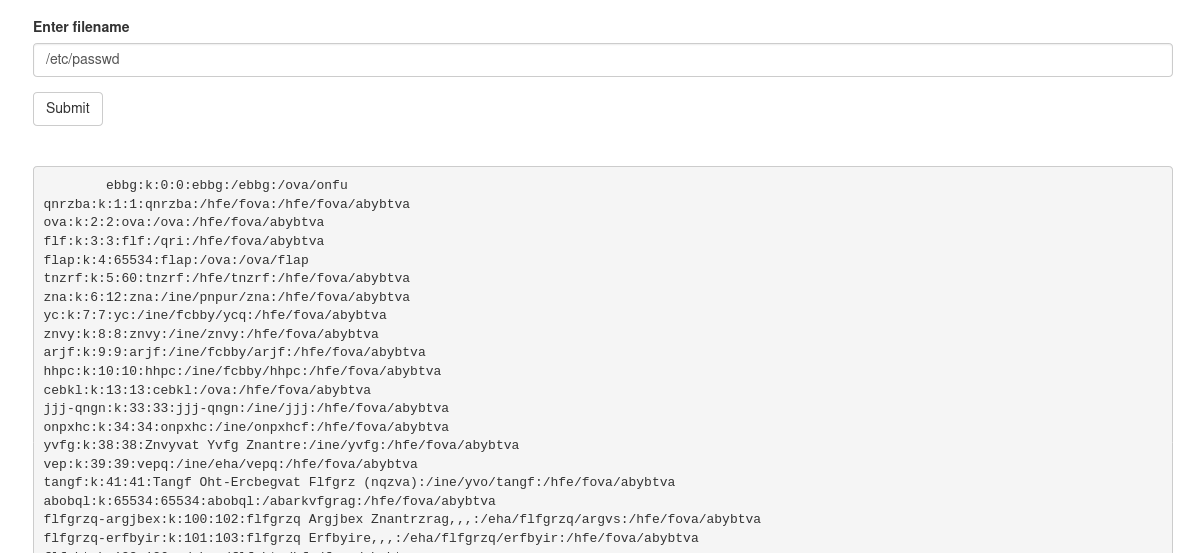 Enter filename
/etc/passwd
Submit
ebbg:k:0:0:ebbg:/ebbg:/ova/onfu
qnrzba:k:1:1:qnrzba:/hfe/fova:/hfe/fova/abybtva
ova:k:2:2:ova:/ova:/hfe/fova/abybtva
flf:k:3:3:flf:/qri:/hfe/fova/abybtva
flap:k:4:65534:flap:/ova:/ova/flap
tnzrf:k:5:60:tnzrf:/hfe/tnzrf:/hfe/fova/abybtva
zna:k:6:12:zna:/ine/pnpur/zna:/hfe/fova/abybtva
yc:k:7:7:yc:/ine/fcbby/ycq:/hfe/fova/abybtva
znvy:k:8:8:znvy:/ine/znvy:/hfe/fova/abybtva
arjf:k:9:9:arjf:/ine/fcbby/arjf:/hfe/fova/abybtva
hhpc:k:10:10:hhpc:/ine/fcbby/hhpc:/hfe/fova/abybtva
cebkl:k:13:13:cebkl:/ova:/hfe/fova/abybtva
jjj-qngn:k:33:33:jjj-qngn:/ine/jjj:/hfe/fova/abybtva
onpxhc:k:34:34:onpxhc:/ine/onpxhcf:/hfe/fova/abybtva
yvfg:k:38:38:Znvyvat Yvfg Znantre:/ine/yvfg:/hfe/fova/abybtva
vep:k:39:39:vepq:/ine/eha/vepq:/hfe/fova/abybtva
tangf:k:41:41:Tangf Oht-Ercbegvat Flfgrz (nqzva):/ine/yvo/tangf:/hfe/fova/abybtva
abobql:k:65534:65534:abobql:/abarkvfgrag:/hfe/fova/abybtva
flfgrzq-argjbex:k:100:102:flfgrzq Argjbex Znantrzrag,,,:/eha/flfgrzq/argvs:/hfe/fova/abybtva
flfgrzq-erfbyir:k:101:103:flfgrzq Erfbyire,,,:/eha/flfgrzq/erfbyir:/hfe/fova/abybtva